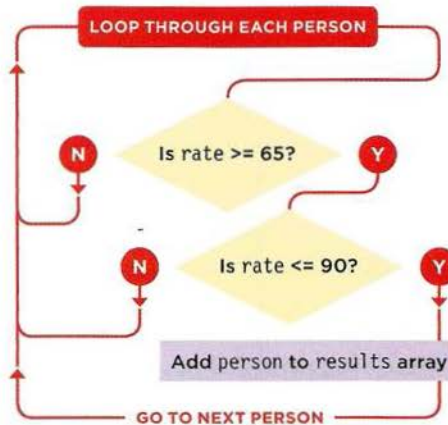 LOOP THROUGH EACH PERSON
N
Is rate >= 65?
Y
N
Is rate <= 90?
Y
Add person to results array
GO TO NEXT PERSON